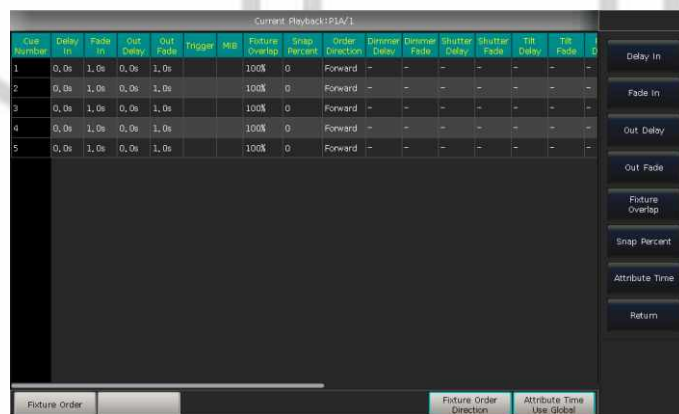 Current Playback:P1A/1
Cue Number Delay In Fade In Out Delay Out Fade Trigger MIB Fixture Overlap Snap Percent Order Direction Dimmer Delay Dimmer Fade Shutter Delay Shutter Fade Tilt Delay Tilt Fade
1 0.0s 1.0s 0.0s 1.0s 100% 0 Forward - - - - - - -
2 0.0s 1.0s 0.0s 1.0s 100% 0 Forward - - - - - - -
3 0.0s 1.0s 0.0s 1.0s 100% 0 Forward - - - - - - -
4 0.0s 1.0s 0.0s 1.0s 100% 0 Forward - - - - - - -
5 0.0s 1.0s 0.0s 1.0s 100% 0 Forward - - - - - - -
Delay In
Fade In
Out Delay
Out Fade
Fixture
Overlap
Snap Percent
Attribute Time
Return
Fixture Order
Fixture Order
Direction
Attribute Time
Use Global